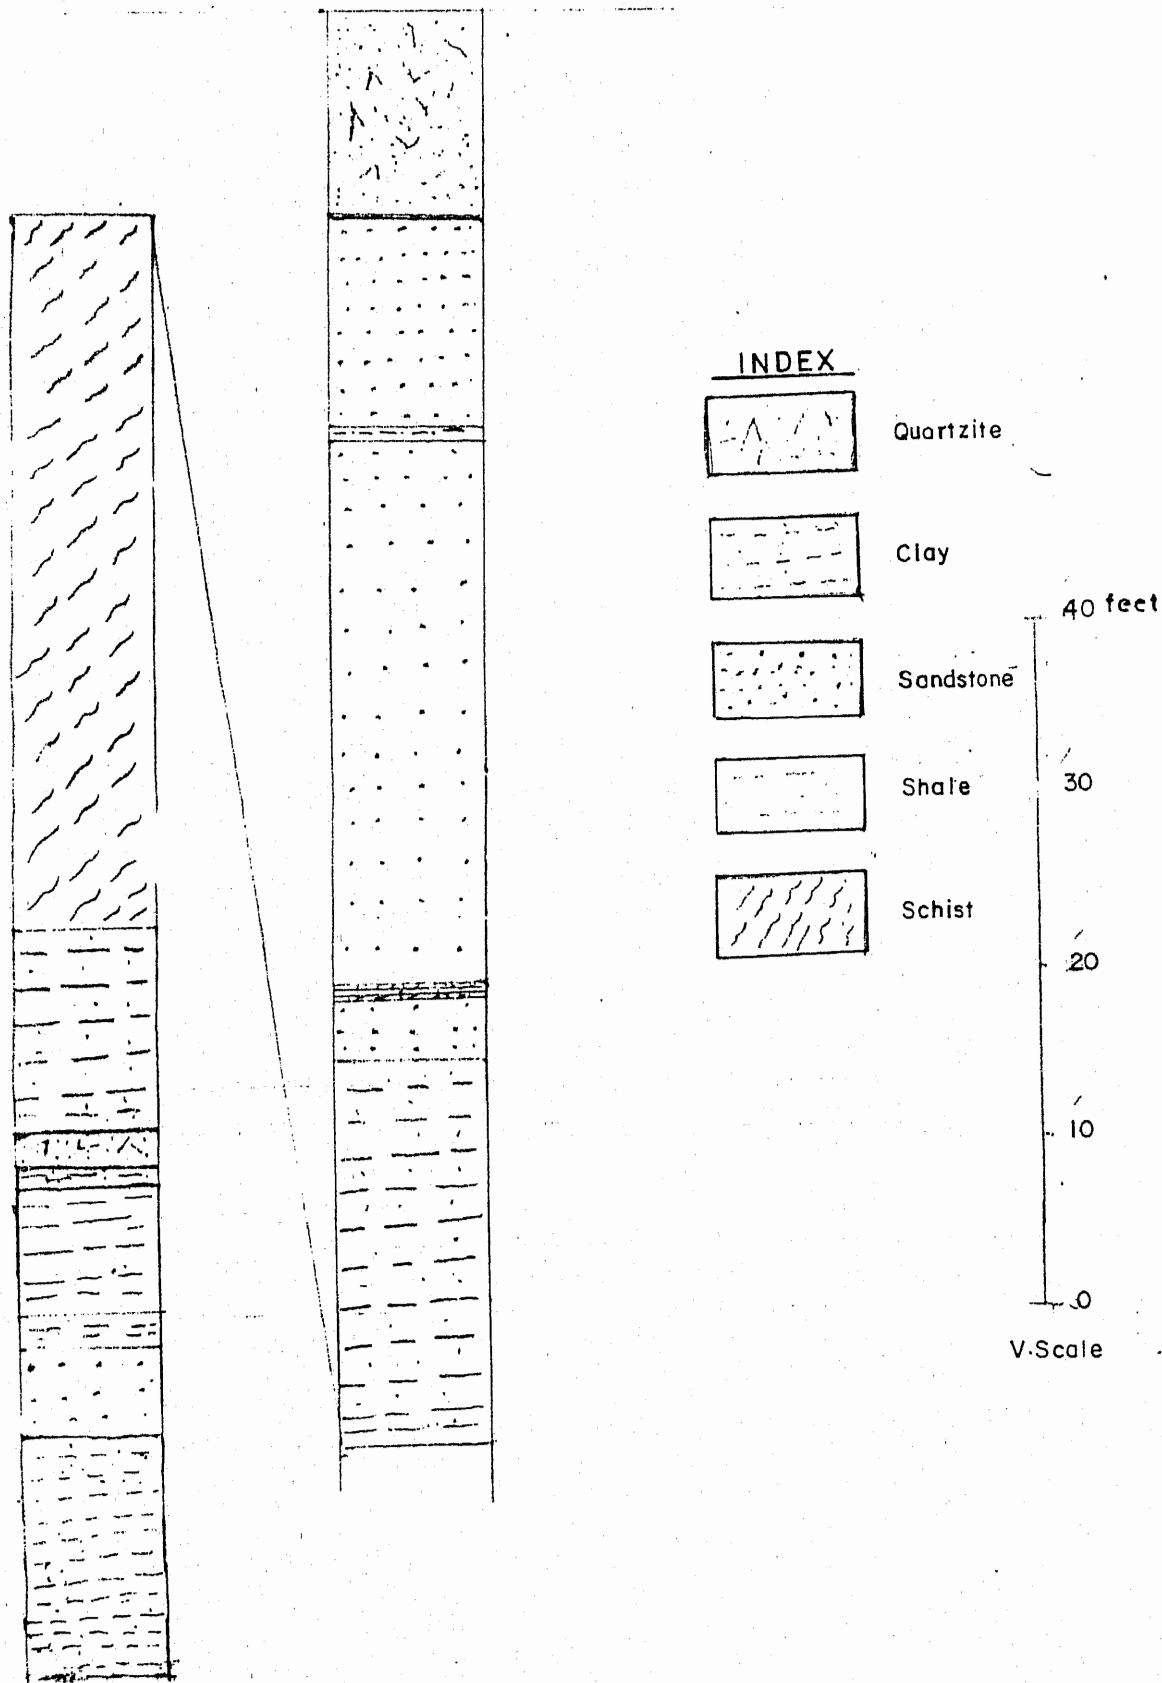 INDEX
Quartzite
Clay
Sandstone
Shale
Schist
40 feet
30
20
10
0
V.Scale